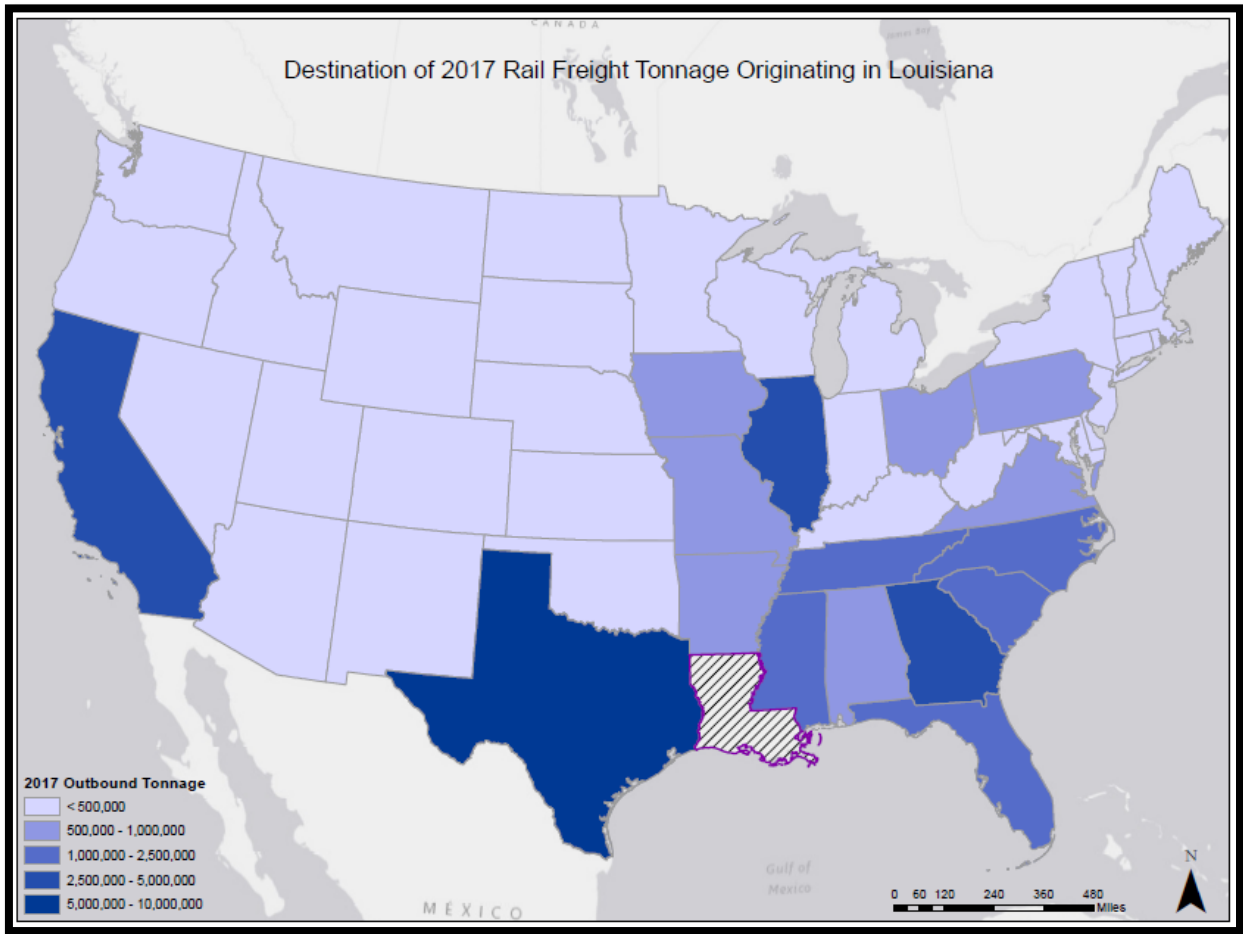 CANADA
James Bay
Destination of 2017 Rail Freight Tonnage Originating in Louisiana
2017 Outbound Tonnage
< 500,000
500,000 - 1,000,000
1,000,000 - 2,500,000
2,500,000 - 5,000,000
5,000,000 - 10,000,000
MÉXICO
Gulf of
Mexico
N
0 60 120 240 360 480
Miles